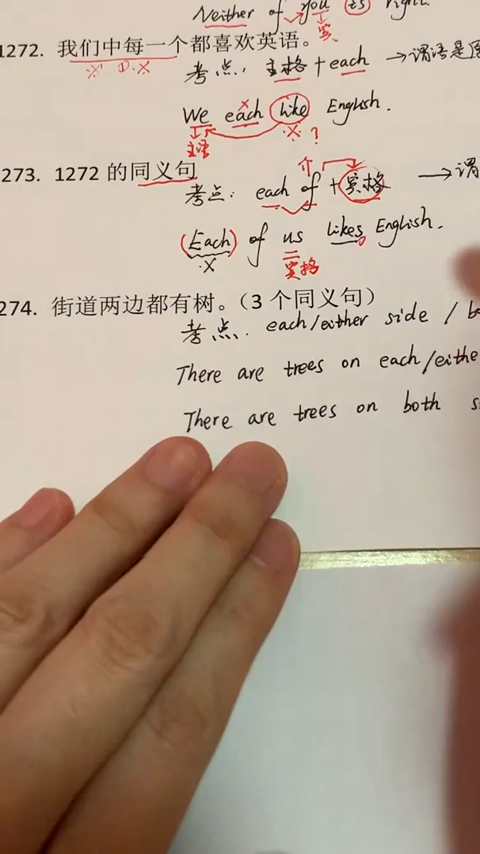 Neither of you is right.
宾
1272. 我们中每一个都喜欢英语。
考点: 主格 + each → 谓语是
We each like English.
主语 ?
273. 1272 的同义句
介
考点: each of + 宾格 → 谓
(Each) of us likes English.
宾格
274. 街道两边都有树。（3 个同义句）
考点. each/either side / b
There are trees on each/eithe
There are trees on both s